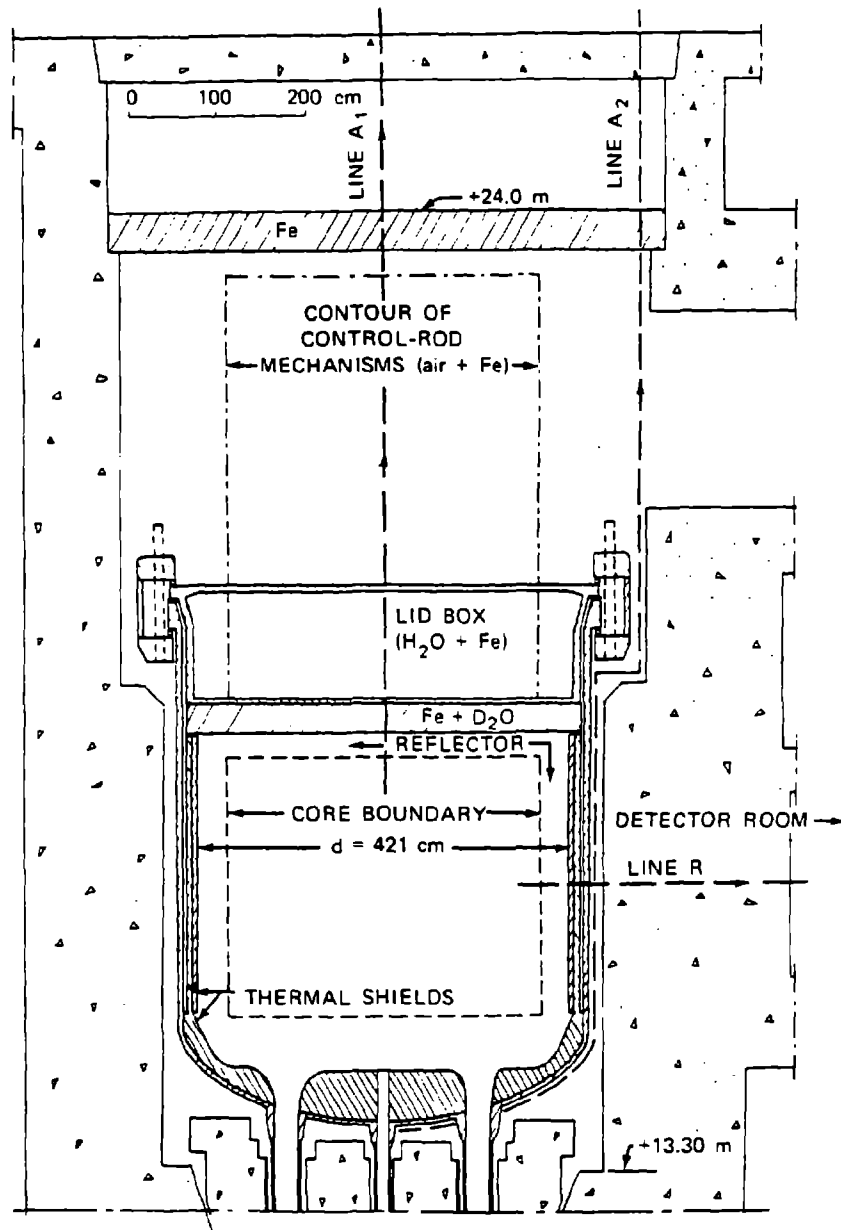 0 100 200 cm
LINE A1
LINE A2
+24.0 m
Fe
CONTOUR OF
CONTROL-ROD
MECHANISMS (air + Fe)
LID BOX
(H2O + Fe)
Fe + D2O
REFLECTOR
CORE BOUNDARY
d = 421 cm
DETECTOR ROOM
LINE R
THERMAL SHIELDS
+13.30 m